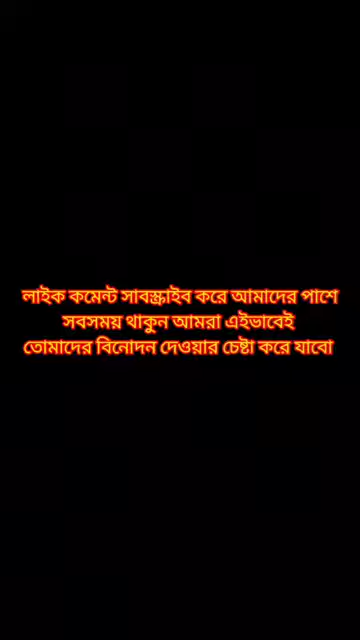 লাইক কমেন্ট সাবস্ক্রাইব করে আমাদের পাশে
সবসময় থাকুন আমরা এইভাবেই
তোমাদের বিনোদন দেওয়ার চেষ্টা করে যাবো